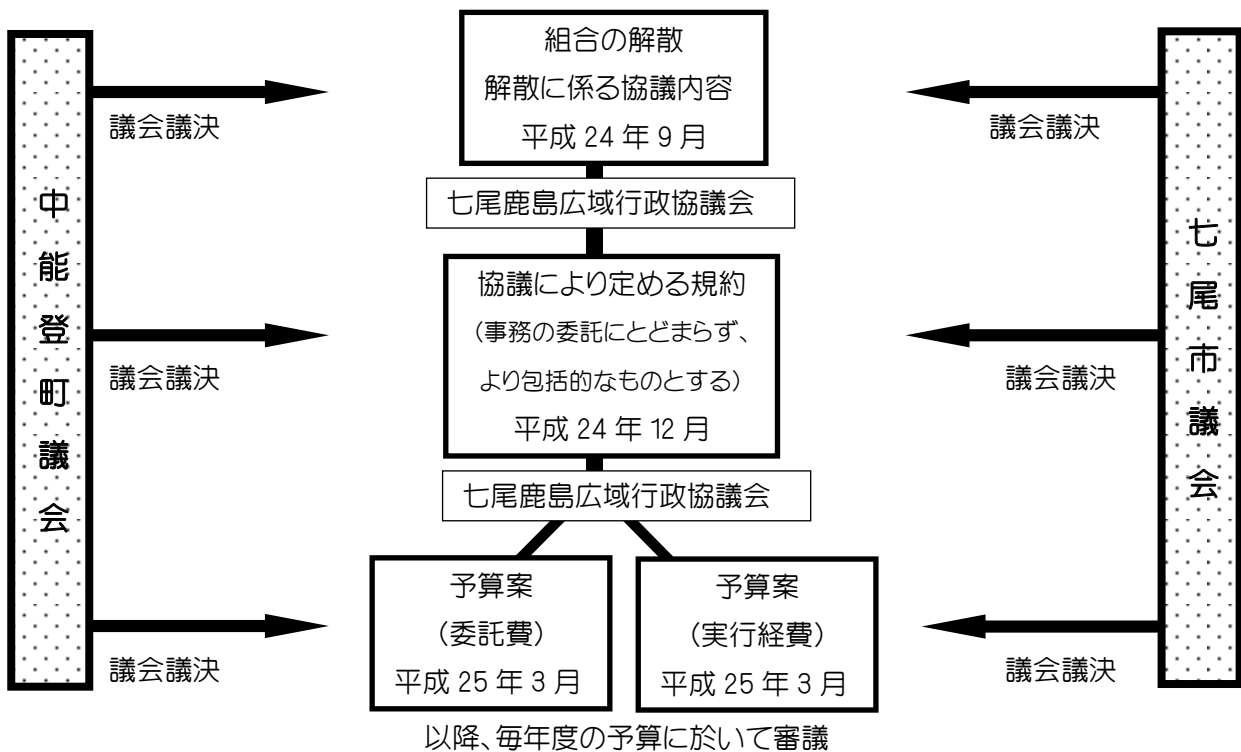 組合の解散
解散に係る協議内容
平成 24 年 9 月
議会議決
議会議決
七尾鹿島広域行政協議会
中能登町議会
七尾市議会
協議により定める規約
(事務の委託にとどまらず、
より包括的なものとする)
平成 24 年 12 月
議会議決
議会議決
七尾鹿島広域行政協議会
予算案
(委託費)
平成 25 年 3 月
予算案
(実行経費)
平成 25 年 3 月
議会議決
議会議決
以降、毎年度の予算に於いて審議